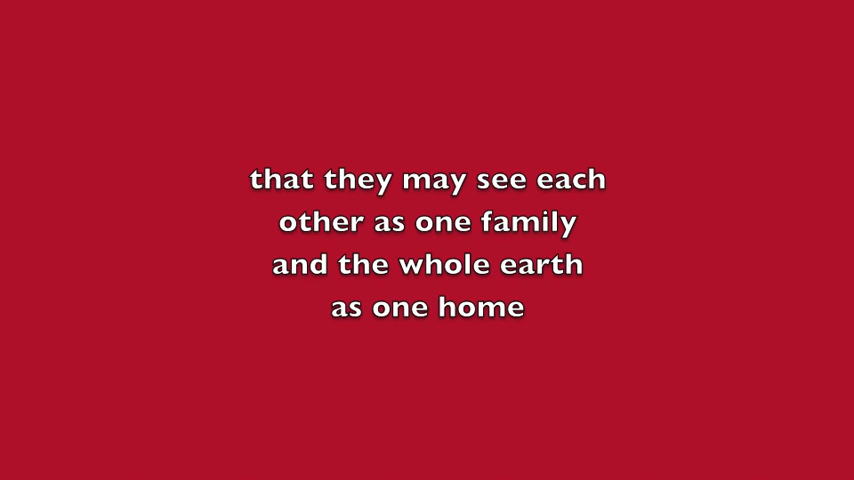 that they may see each
other as one family
and the whole earth
as one home